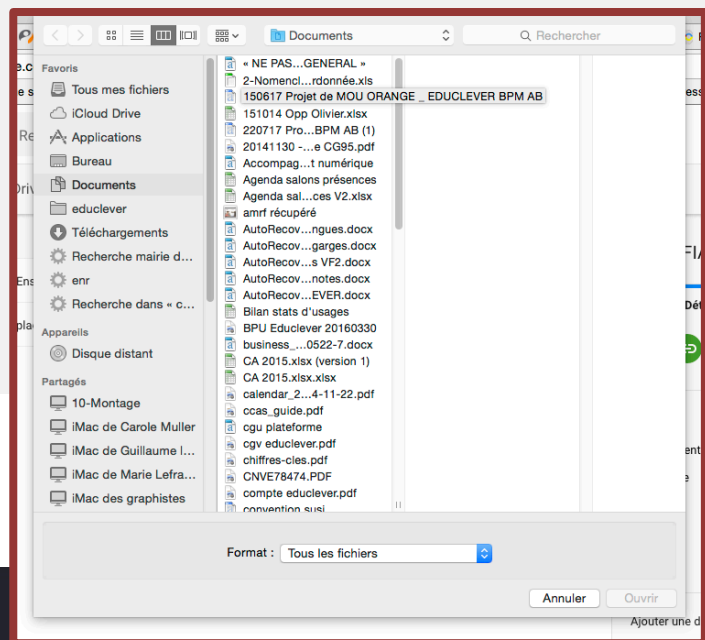 Documents
Rechercher
Favoris
Tous mes fichiers
iCloud Drive
Applications
Bureau
Documents
educlever
Téléchargements
Recherche mairie d...
enr
Recherche dans « c...
Appareils
Disque distant
Partagés
10-Montage
iMac de Carole Muller
iMac de Guillaume l...
iMac de Marie Lefra...
iMac des graphistes
« NE PAS...GENERAL »
2-Nomencl...rdonnée.xls
150617 Projet de MOU ORANGE _ EDUCLEVER BPM AB
151014 Opp Olivier.xlsx
220717 Pro...BPM AB (1)
20141130 -...e CG95.pdf
Accompag...t numérique
Agenda salons présences
Agenda sal...ces V2.xlsx
amrf récupéré
AutoRecov...ngues.docx
AutoRecov...garges.docx
AutoRecov...s VF2.docx
AutoRecov...notes.docx
AutoRecov...EVER.docx
Bilan stats d'usages
BPU Educlever 20160330
business_...0522-7.docx
CA 2015.xlsx (version 1)
CA 2015.xlsx.xlsx
calendar_2...4-11-22.pdf
ccas_guide.pdf
cgu plateforme
cgv educlever.pdf
chiffres-cles.pdf
CNVE78474.PDF
compte educlever.pdf
convention susi
Format : Tous les fichiers
Annuler
Ouvrir
Ajouter une d